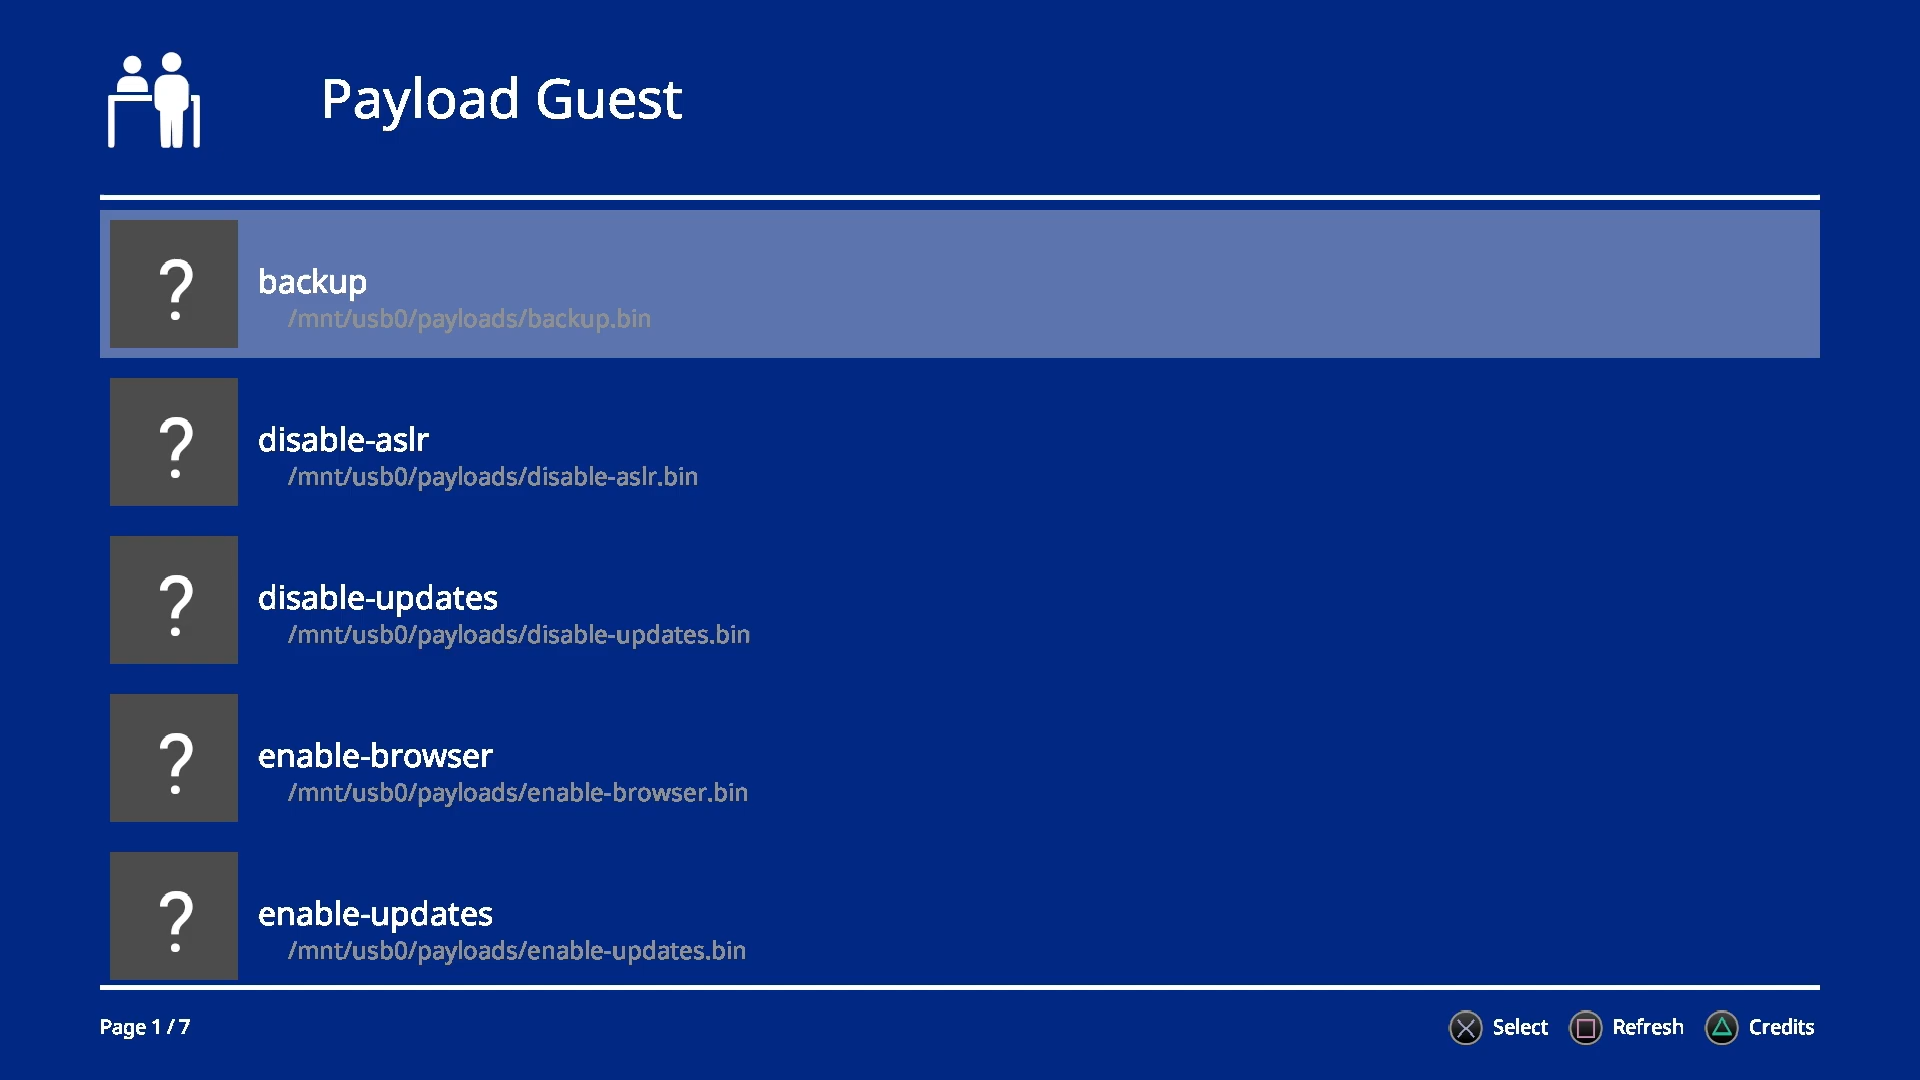 Payload Guest
?
backup
/mnt/usb0/payloads/backup.bin
?
disable-aslr
/mnt/usb0/payloads/disable-aslr.bin
?
disable-updates
/mnt/usb0/payloads/disable-updates.bin
?
enable-browser
/mnt/usb0/payloads/enable-browser.bin
?
enable-updates
/mnt/usb0/payloads/enable-updates.bin
Page 1 / 7
Select Refresh Credits